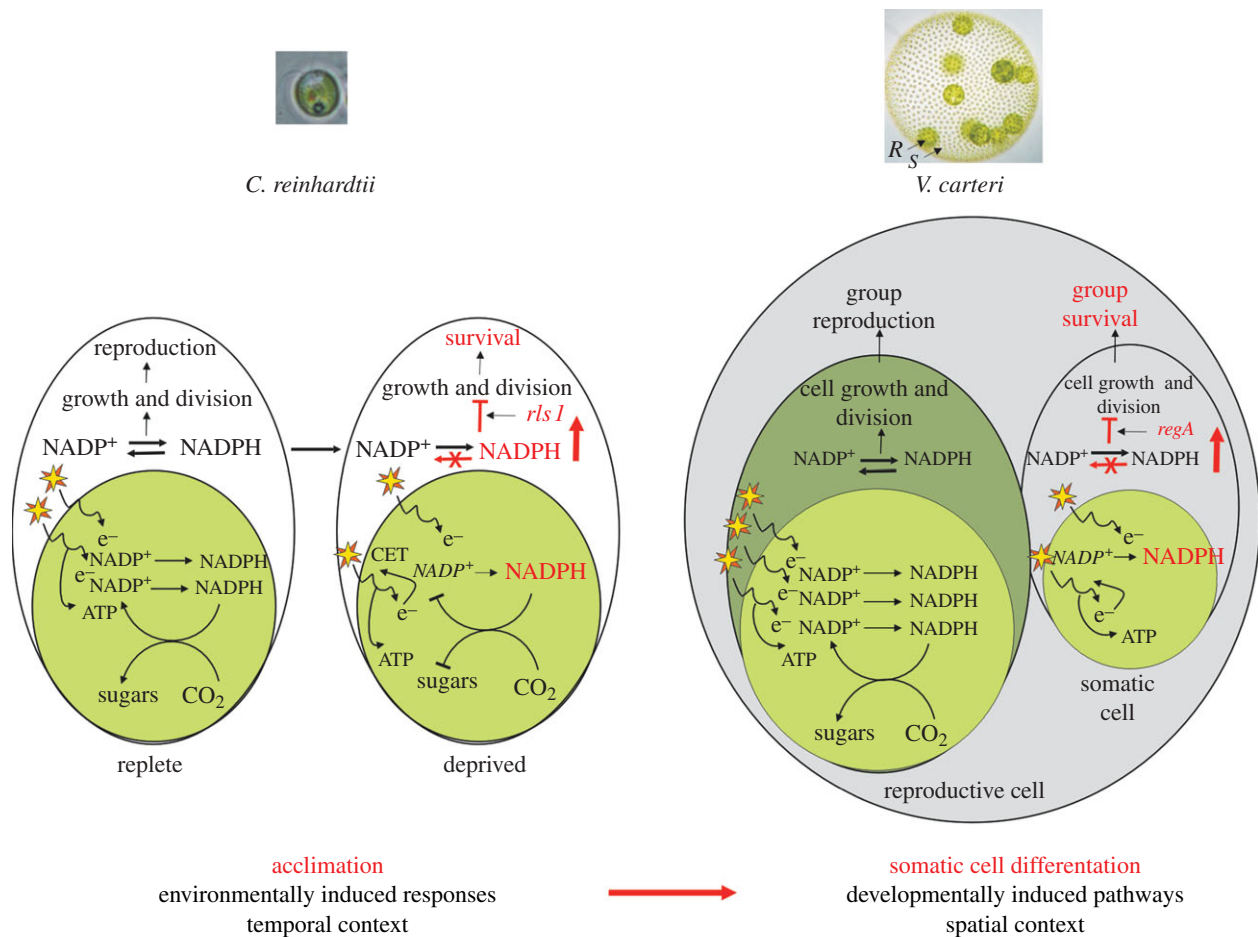 R
S
C. reinhardtii
V. carteri
reproduction
growth and division
NADP+ NADPH
e–
NADP+ NADPH
e–
NADP+ NADPH
ATP
sugars CO2
replete
survival
growth and division
rls1
NADP+ NADPH
e–
CET
NADP+ NADPH
e–
ATP
sugars CO2
deprived
group
reproduction
cell growth and
division
NADP+ NADPH
e–
NADP+ NADPH
e–
NADP+ NADPH
e–
NADP+ NADPH
ATP
sugars CO2
reproductive cell
group
survival
cell growth and
division
regA
NADP+ NADPH
e–
NADP+ NADPH
e–
ATP
somatic
cell
acclimation
environmentally induced responses
temporal context
somatic cell differentation
developmentally induced pathways
spatial context